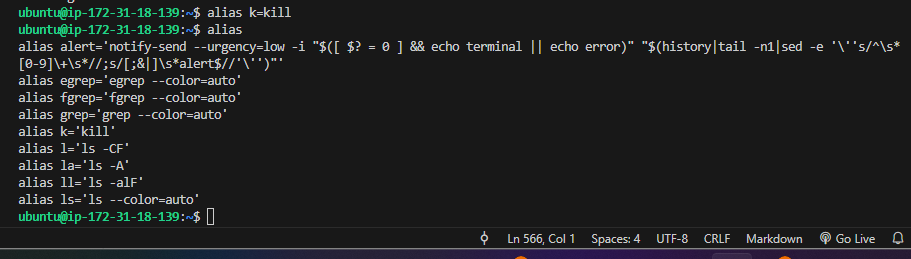 ubuntu@ip-172-31-18-139:~$ alias k=kill
ubuntu@ip-172-31-18-139:~$ alias
alias alert='notify-send --urgency=low -i "$([ $? = 0 ] && echo terminal || echo error)" "$(history|tail -n1|sed -e '\''s/^\s*
[0-9]\+\s*//;s/[;&|]\s*alert$//'\'')"'
alias egrep='egrep --color=auto'
alias fgrep='fgrep --color=auto'
alias grep='grep --color=auto'
alias k='kill'
alias l='ls -CF'
alias la='ls -A'
alias ll='ls -alF'
alias ls='ls --color=auto'
ubuntu@ip-172-31-18-139:~$
Ln 566, Col 1 Spaces: 4 UTF-8 CRLF Markdown Go Live